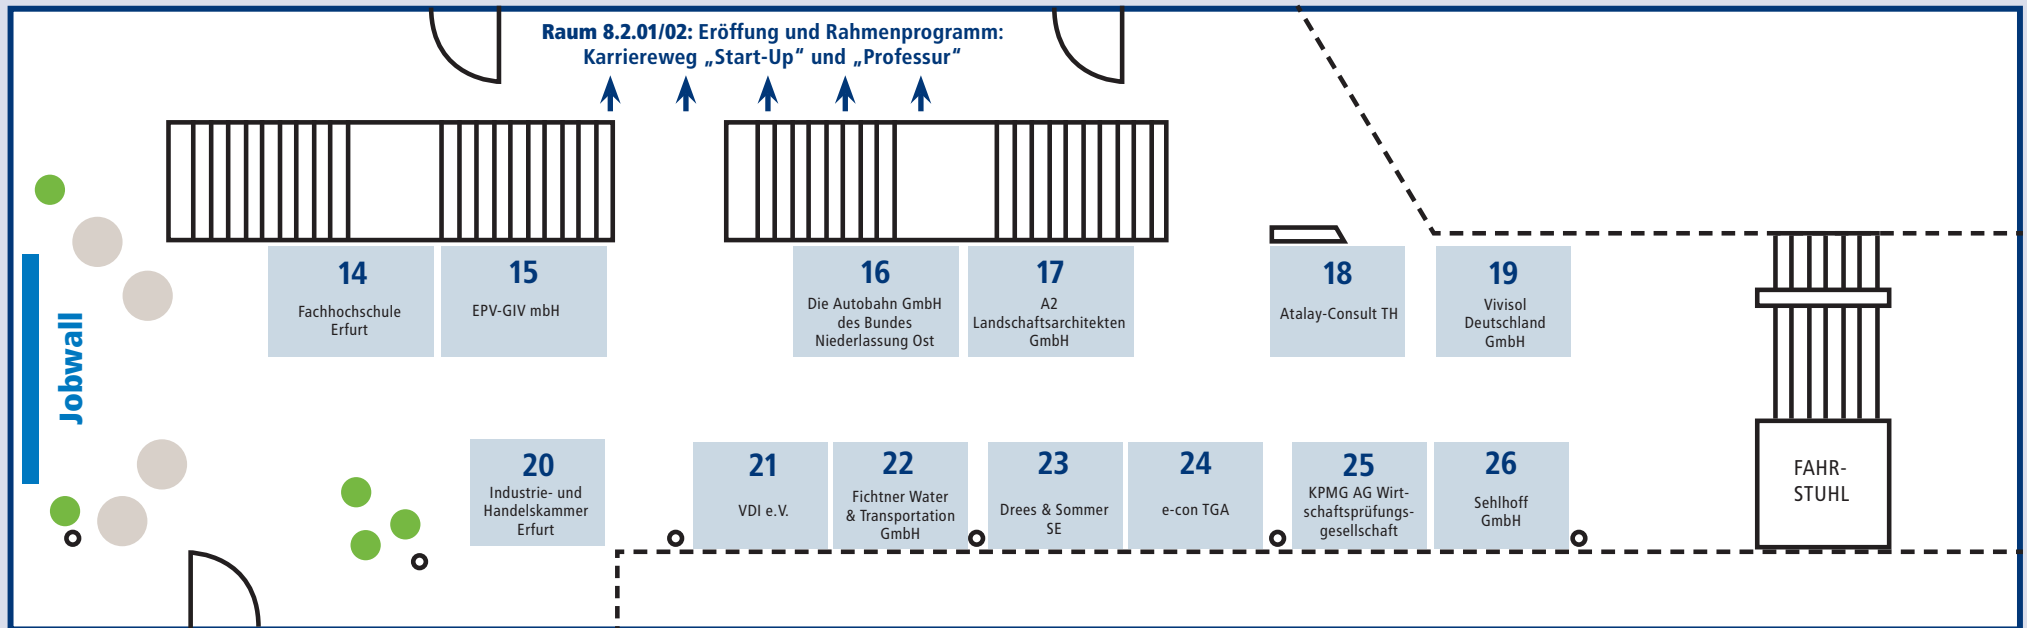 Raum 8.2.01/02: Eröffung und Rahmenprogramm:
Karriereweg „Start-Up“ und „Professur“
14
Fachhochschule
Erfurt
15
EPV-GIV mbH
16
Die Autobahn GmbH
des Bundes
Niederlassung Ost
17
A2
Landschaftsarchitekten
GmbH
18
Atalay-Consult TH
19
Vivisol
Deutschland
GmbH
Jobwall
20
Industrie- und
Handelskammer
Erfurt
21
VDI e.V.
22
Fichtner Water
& Transportation
GmbH
23
Drees & Sommer
SE
24
e-con TGA
25
KPMG AG Wirt-
schaftsprüfungs-
gesellschaft
26
Sehlhoff
GmbH
FAHR-
STUHL